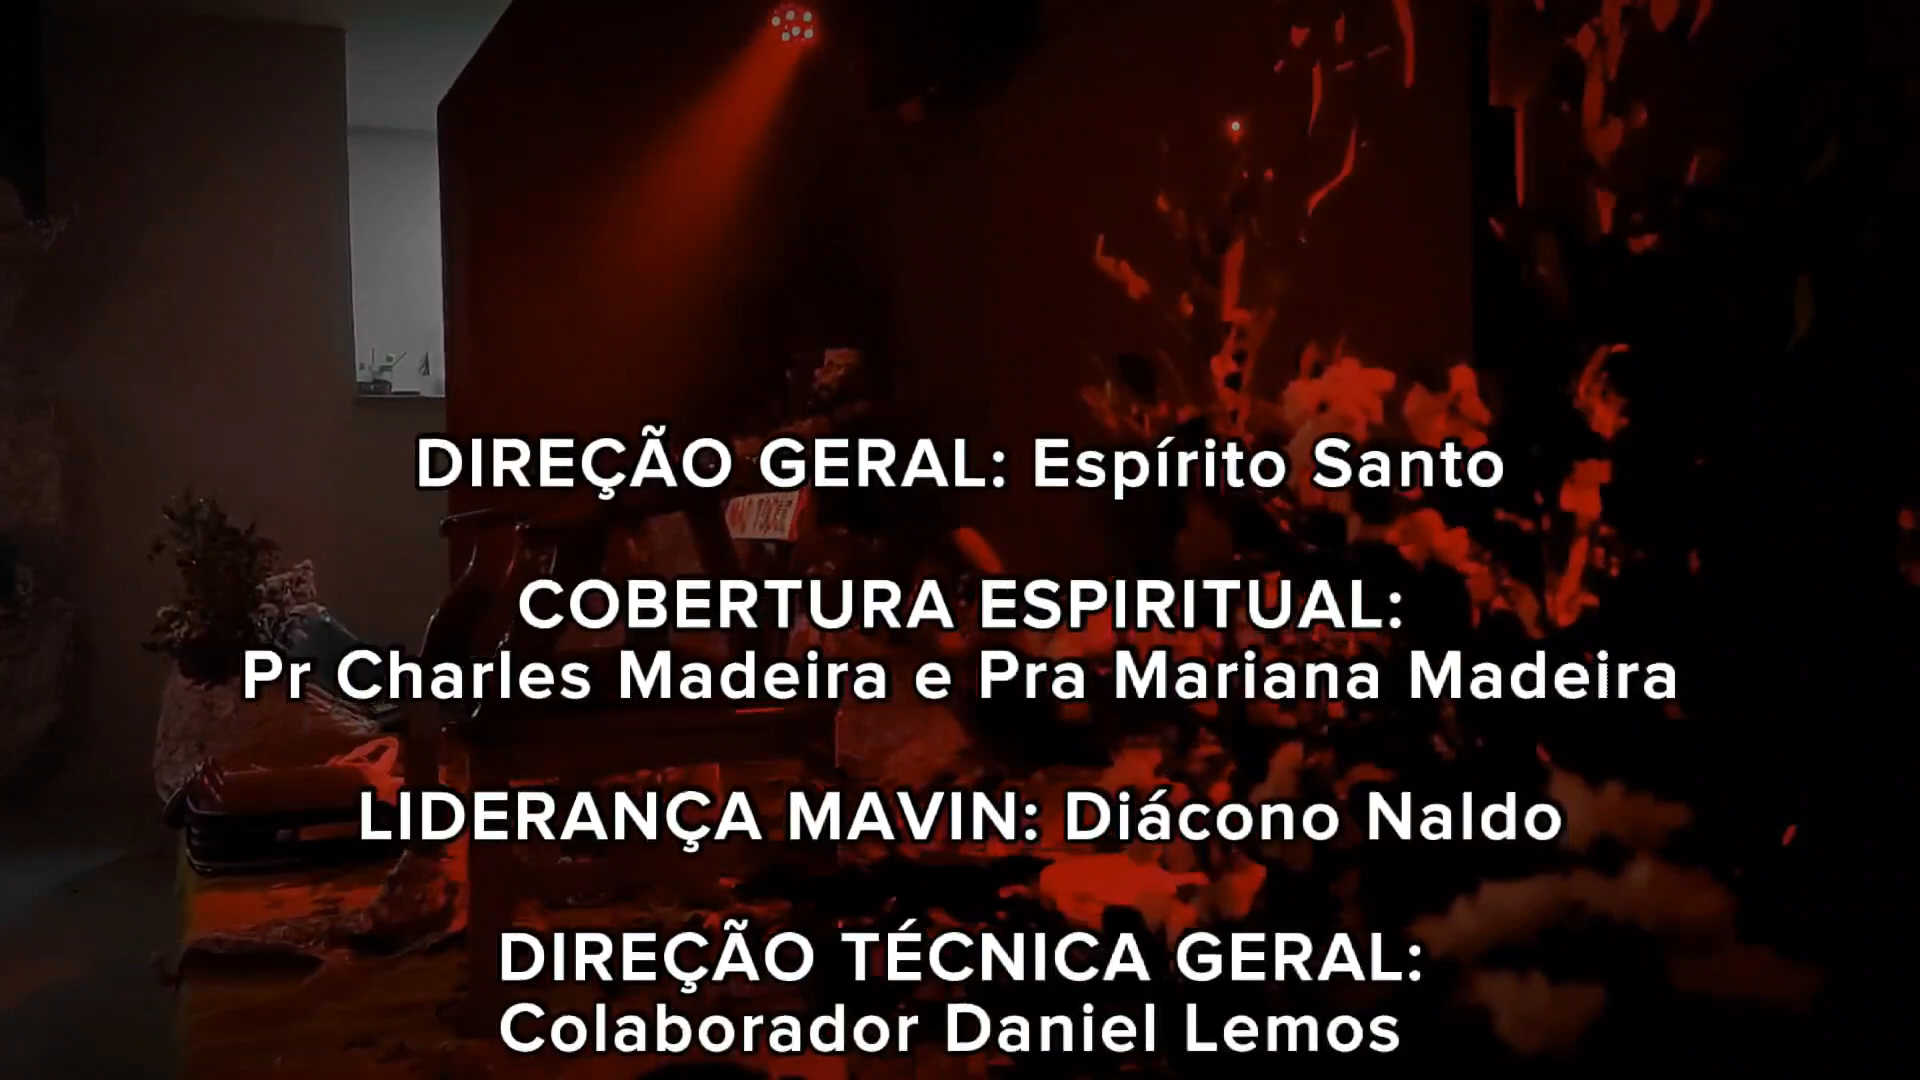 DIREÇÃO GERAL: Espírito Santo
COBERTURA ESPIRITUAL:
Pr Charles Madeira e Pra Mariana Madeira
LIDERANÇA MAVIN: Diácono Naldo
DIREÇÃO TÉCNICA GERAL:
Colaborador Daniel Lemos